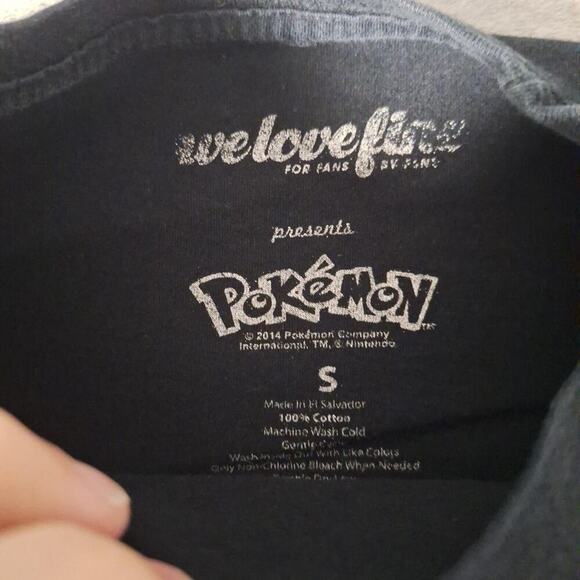 welovefine
FOR FANS BY FANS
presents
POKéMON
© 2014 Pokémon Company
International. TM, ® Nintendo
S
Made In El Salvador
100% Cotton
Machine Wash Cold
Gentle
Wash Inside Out With Like Colors
Only Non-Chlorine Bleach When Needed